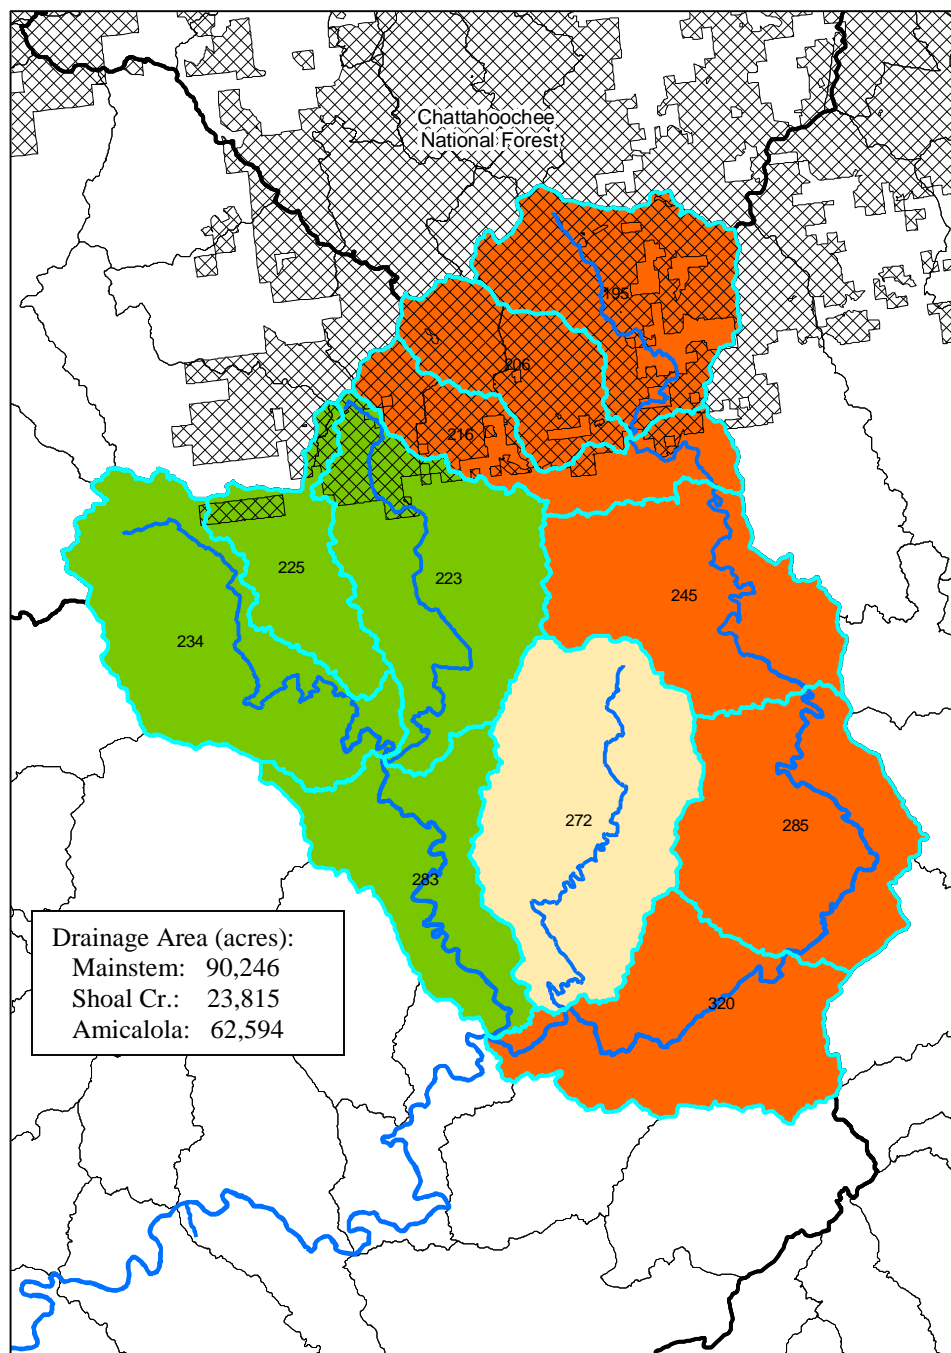 Chattahoochee
National Forest
195
206
216
225
223
245
234
272
285
283
320
Drainage Area (acres):
Mainstem: 90,246
Shoal Cr.: 23,815
Amicalola: 62,594